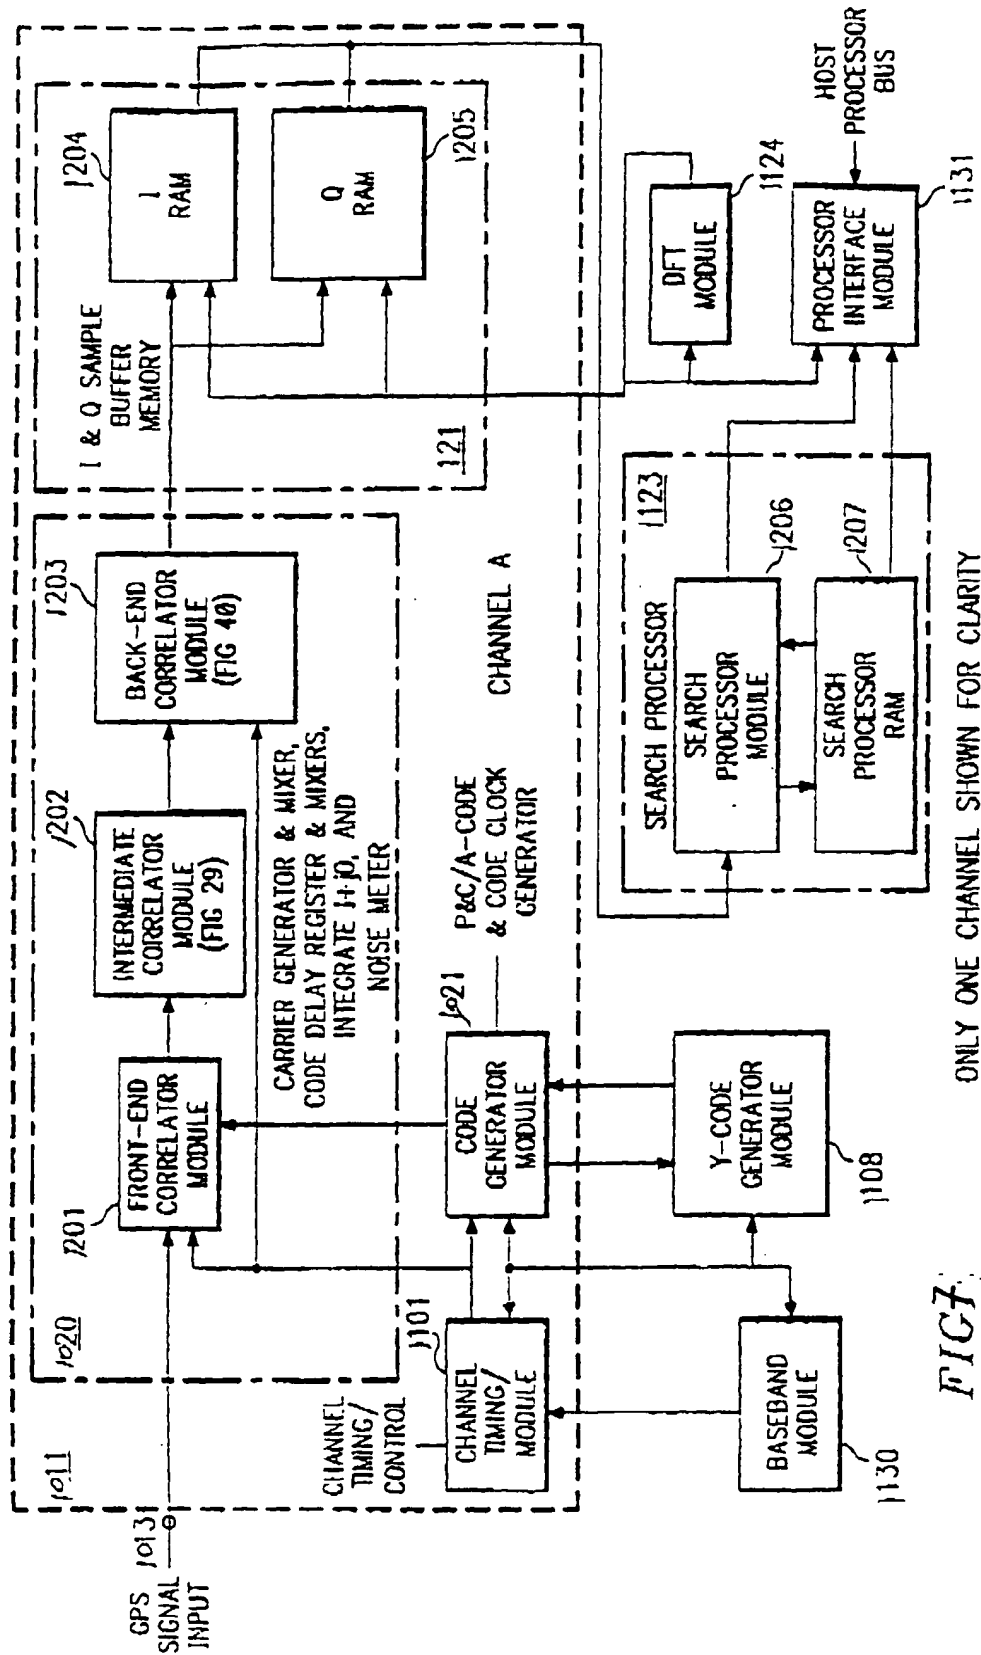 GPS
SIGNAL
INPUT
1013
1011
1020
1201
FRONT-END
CORRELATOR
MODULE
1202
INTERMEDIATE
CORRELATOR
MODULE
(FIG 29)
1203
BACK-END
CORRELATOR
MODULE
(FIG 40)
CARRIER GENERATOR & MIXER,
CODE DELAY REGISTER & MIXERS,
INTEGRATE I+jQ, AND
NOISE METER
I & Q SAMPLE
BUFFER
MEMORY
121
1204
I
RAM
Q
RAM
1205
CHANNEL
TIMING/
CONTROL
1101
CHANNEL
TIMING/
MODULE
1021
CODE
GENERATOR
MODULE
P&C/A-CODE
& CODE CLOCK
GENERATOR
CHANNEL A
BASEBAND
MODULE
1130
Y-CODE
GENERATOR
MODULE
1108
SEARCH PROCESSOR
1123
SEARCH
PROCESSOR
MODULE
1206
SEARCH
PROCESSOR
RAM
1207
DFT
MODULE
1124
PROCESSOR
INTERFACE
MODULE
1131
HOST
PROCESSOR
BUS
ONLY ONE CHANNEL SHOWN FOR CLARITY
FIG 7.